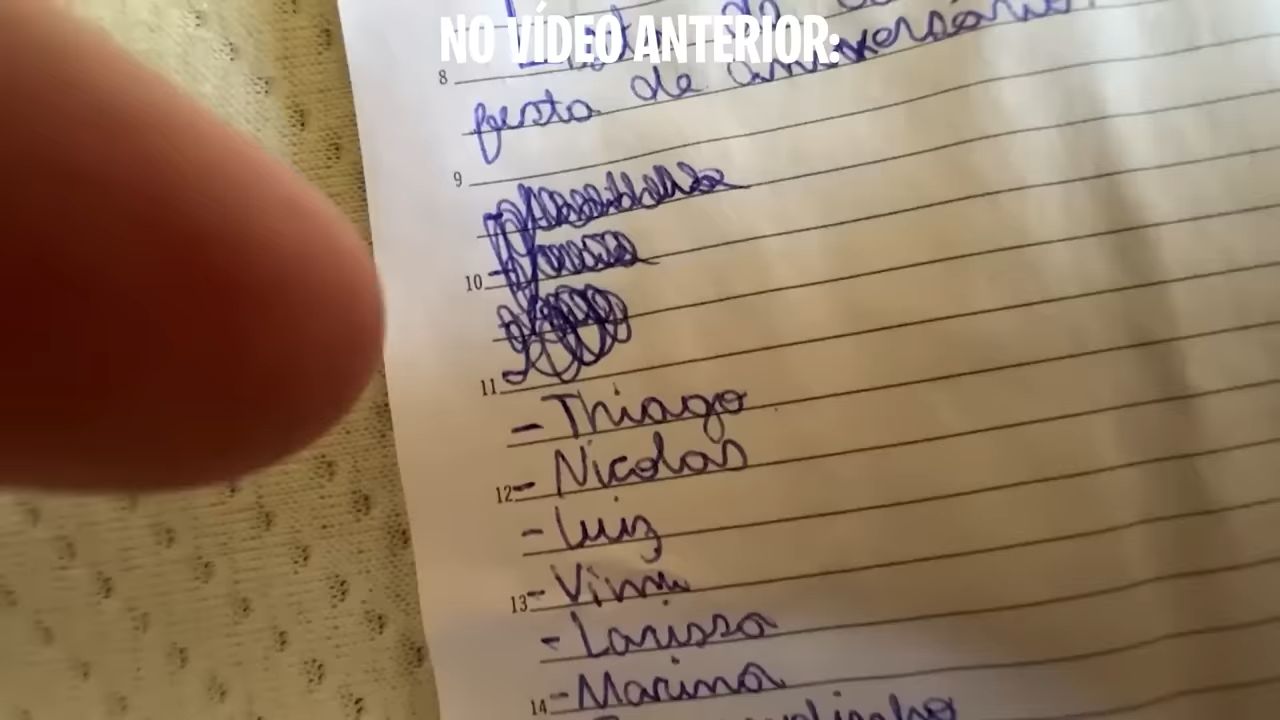 NO VÍDEO ANTERIOR:
8
festa de aniversário
9
10
11
- Thiago
- Nicolas
12
- Luiz
- Vini
13
- Larissa
- Marina
14